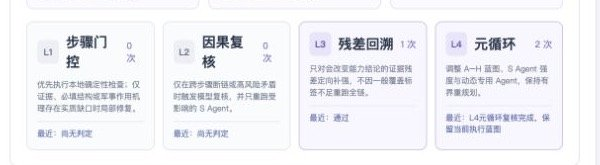 L1
步骤门控
0次
优先执行本地确定性检查；仅
证据、必填结构或军事作用机
理存在实质缺口时局部修复。
最近：尚无判定
L2
因果复核
0次
仅在跨步骤断链或高风险矛盾
时触发模型复核，并只重跑受
影响的 S Agent。
最近：尚无判定
L3 残差回溯 1 次
只对会改变能力结论的证据残
差定向补强，不因一般覆盖标
签不足重跑全链。
最近：通过
L4 元循环 2 次
调整 A—H 蓝图、S Agent 强
度与动态专用 Agent，保持有
界重规划。
最近：L4元循环复核完成。保
留当前执行蓝图